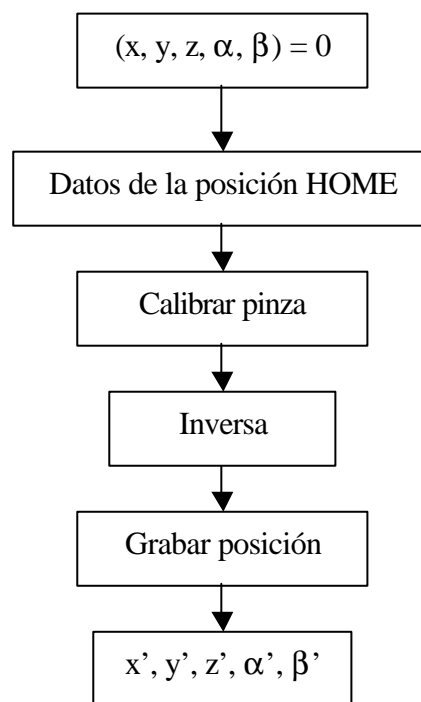 (x, y, z, α, β) = 0
Datos de la posición HOME
Calibrar pinza
Inversa
Grabar posición
x’, y’, z’, α’, β’